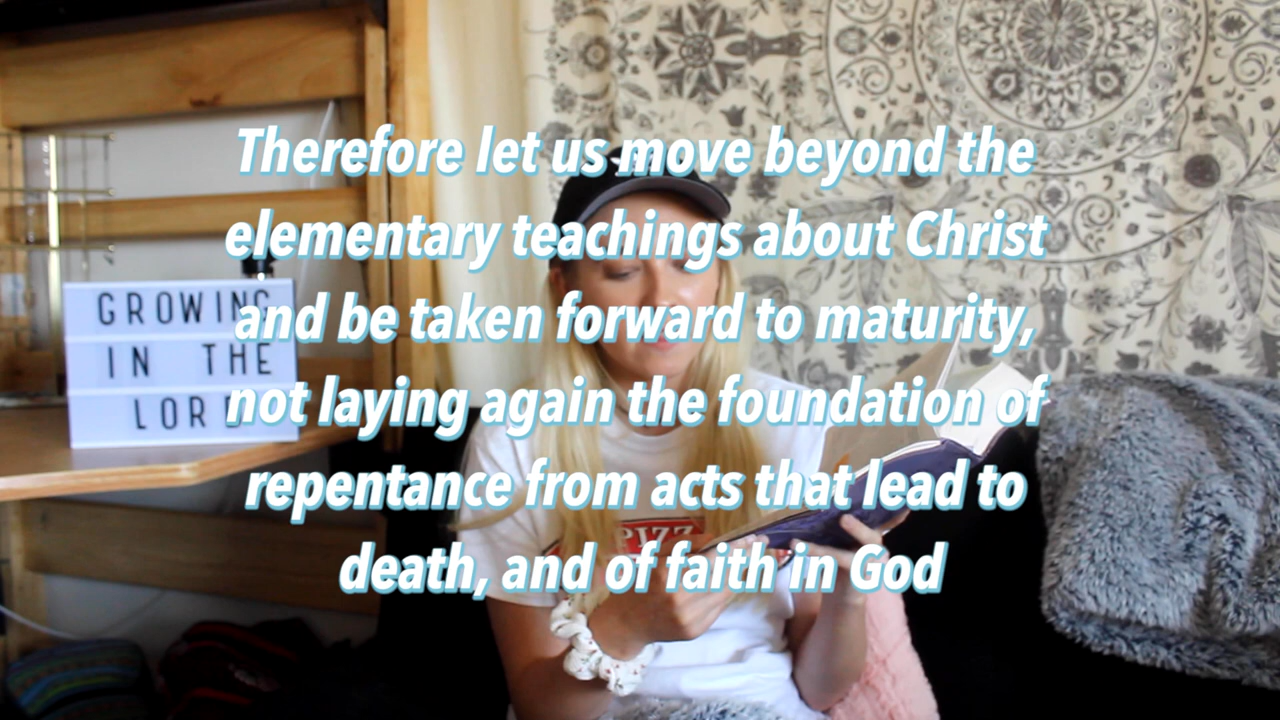 Therefore let us move beyond the
elementary teachings about Christ
and be taken forward to maturity,
not laying again the foundation of
repentance from acts that lead to
death, and of faith in God
GROWING
IN THE
LOR
PIZZ